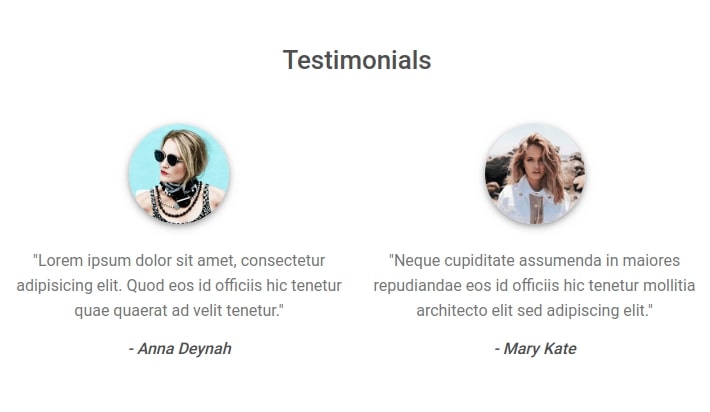 Testimonials
"Lorem ipsum dolor sit amet, consectetur
adipisicing elit. Quod eos id officiis hic tenetur
quae quaerat ad velit tenetur."
- Anna Deynah
"Neque cupiditate assumenda in maiores
repudiandae eos id officiis hic tenetur mollitia
architecto elit sed adipiscing elit."
- Mary Kate